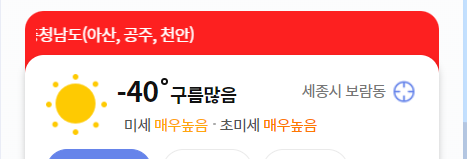 충청남도(아산, 공주, 천안)
-40°구름많음
세종시 보람동
미세 매우높음 · 초미세 매우높음